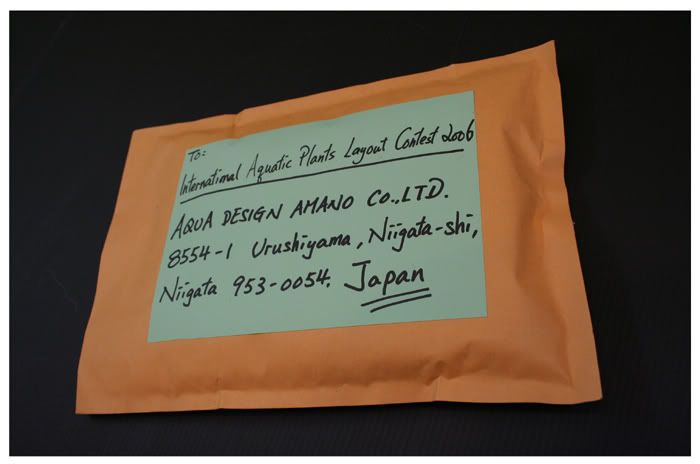 To:
International Aquatic Plants Layout Contest 2006
AQUA DESIGN AMANO CO.,LTD.
8554-1 Urushiyama, Niigata-shi,
Niigata 953-0054. Japan